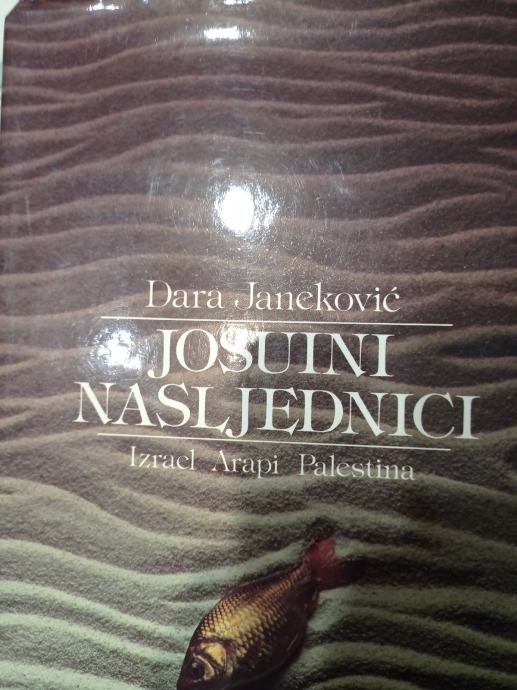 Dara Janeković
JOSUINI
NASLJEDNICI
Izrael Arapi Palestina